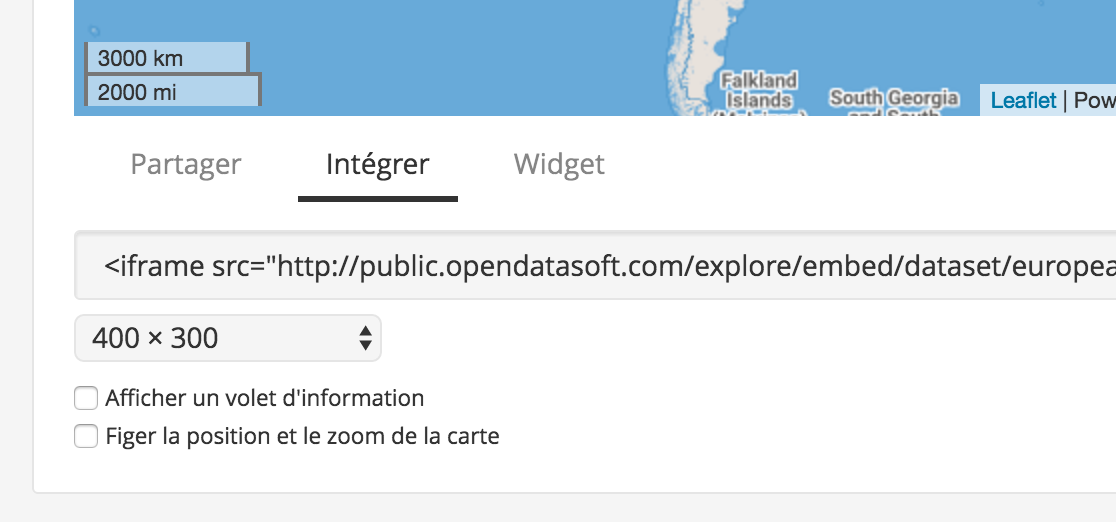 3000 km
2000 mi
Falkland
Islands
South Georgia
Leaflet | Pow
Partager Intégrer Widget
<iframe src="http://public.opendatasoft.com/explore/embed/dataset/europea
400 × 300
Afficher un volet d'information
Figer la position et le zoom de la carte